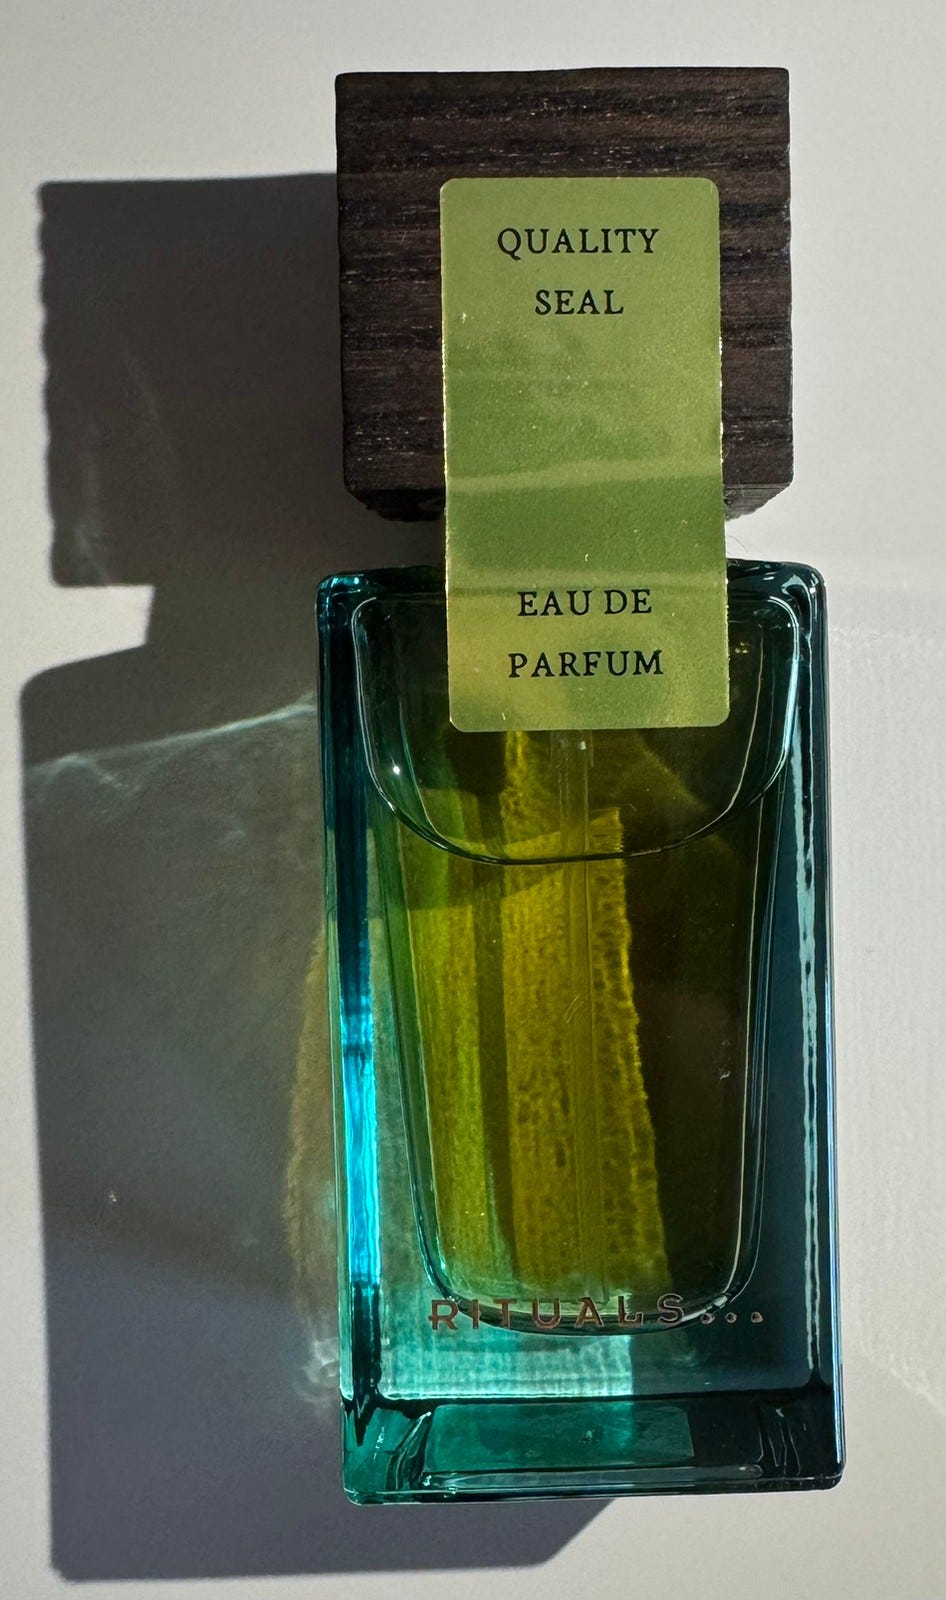 QUALITY
SEAL
EAU DE
PARFUM
RITUALS...